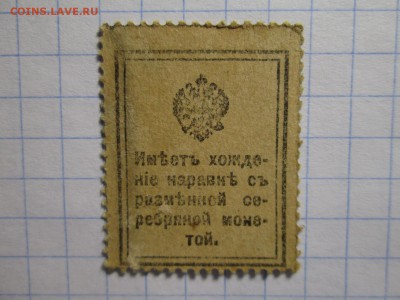 COINS.LAVE.RU
Имѣетъ хожде-
ніе наравнѣ съ
размѣнной се-
ребряной моне-
той.